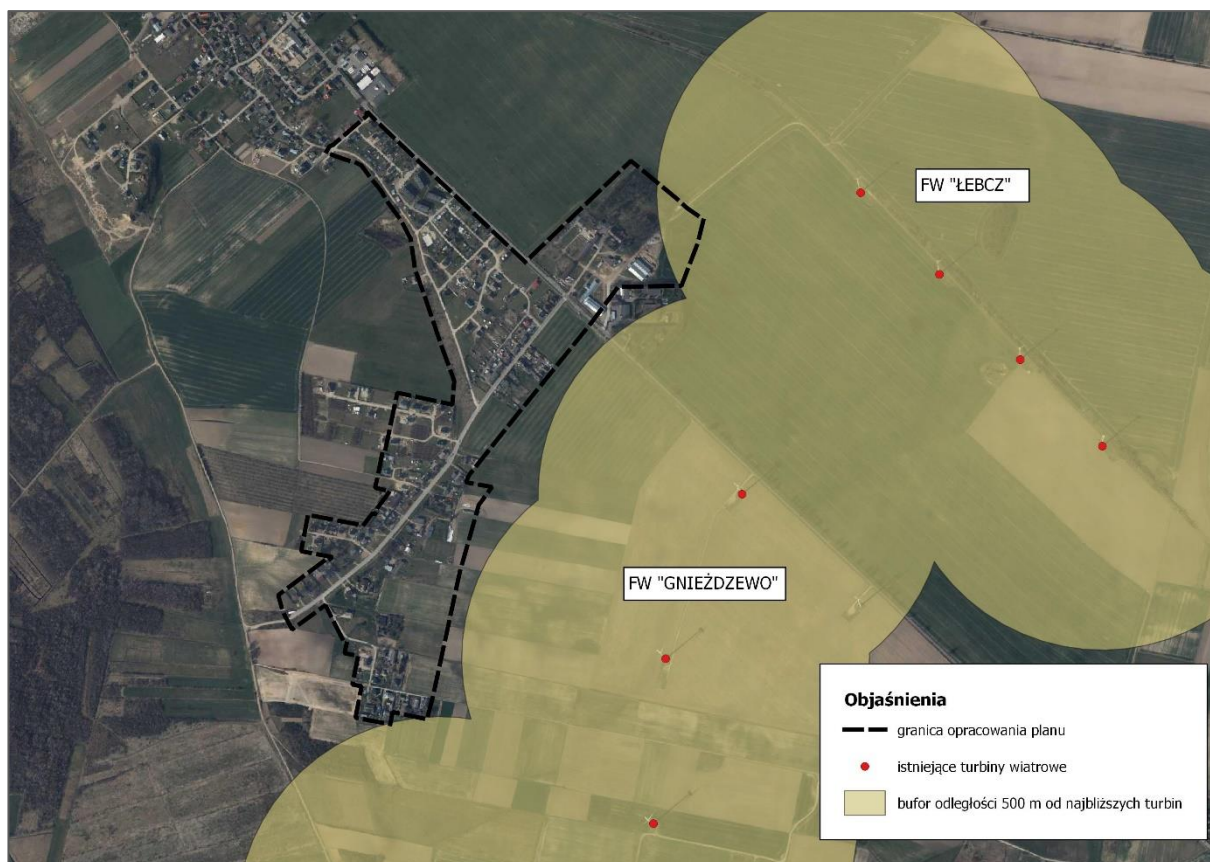 FW "ŁEBCZ"
FW "GNIEŻDZEWO"
Objaśnienia
granica opracowania planu
istniejące turbiny wiatrowe
bufor odległości 500 m od najbliższych turbin